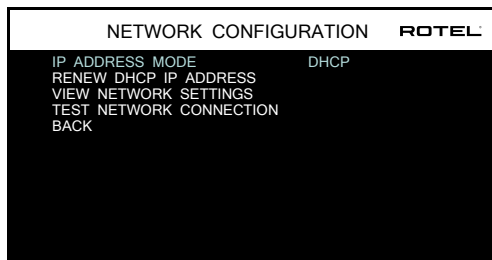 NETWORK CONFIGURATION ROTEL
IP ADDRESS MODE DHCP
RENEW DHCP IP ADDRESS
VIEW NETWORK SETTINGS
TEST NETWORK CONNECTION
BACK